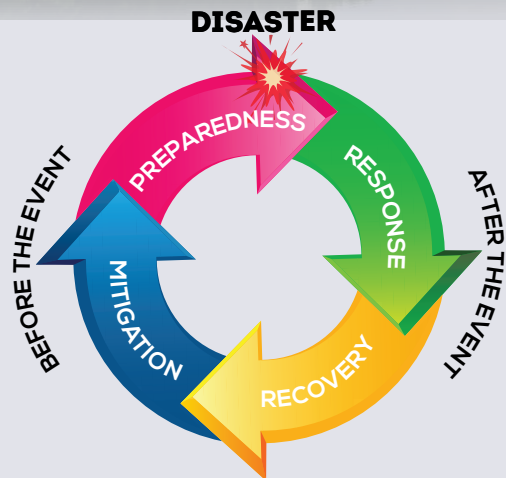 DISASTER
PREPAREDNESS
RESPONSE
RECOVERY
MITIGATION
BEFORE THE EVENT
AFTER THE EVENT